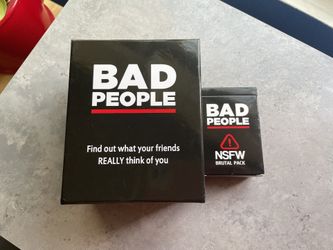 BAD
PEOPLE
Find out what your friends
REALLY think of you
BAD
PEOPLE
NSFW
BRUTAL PACK